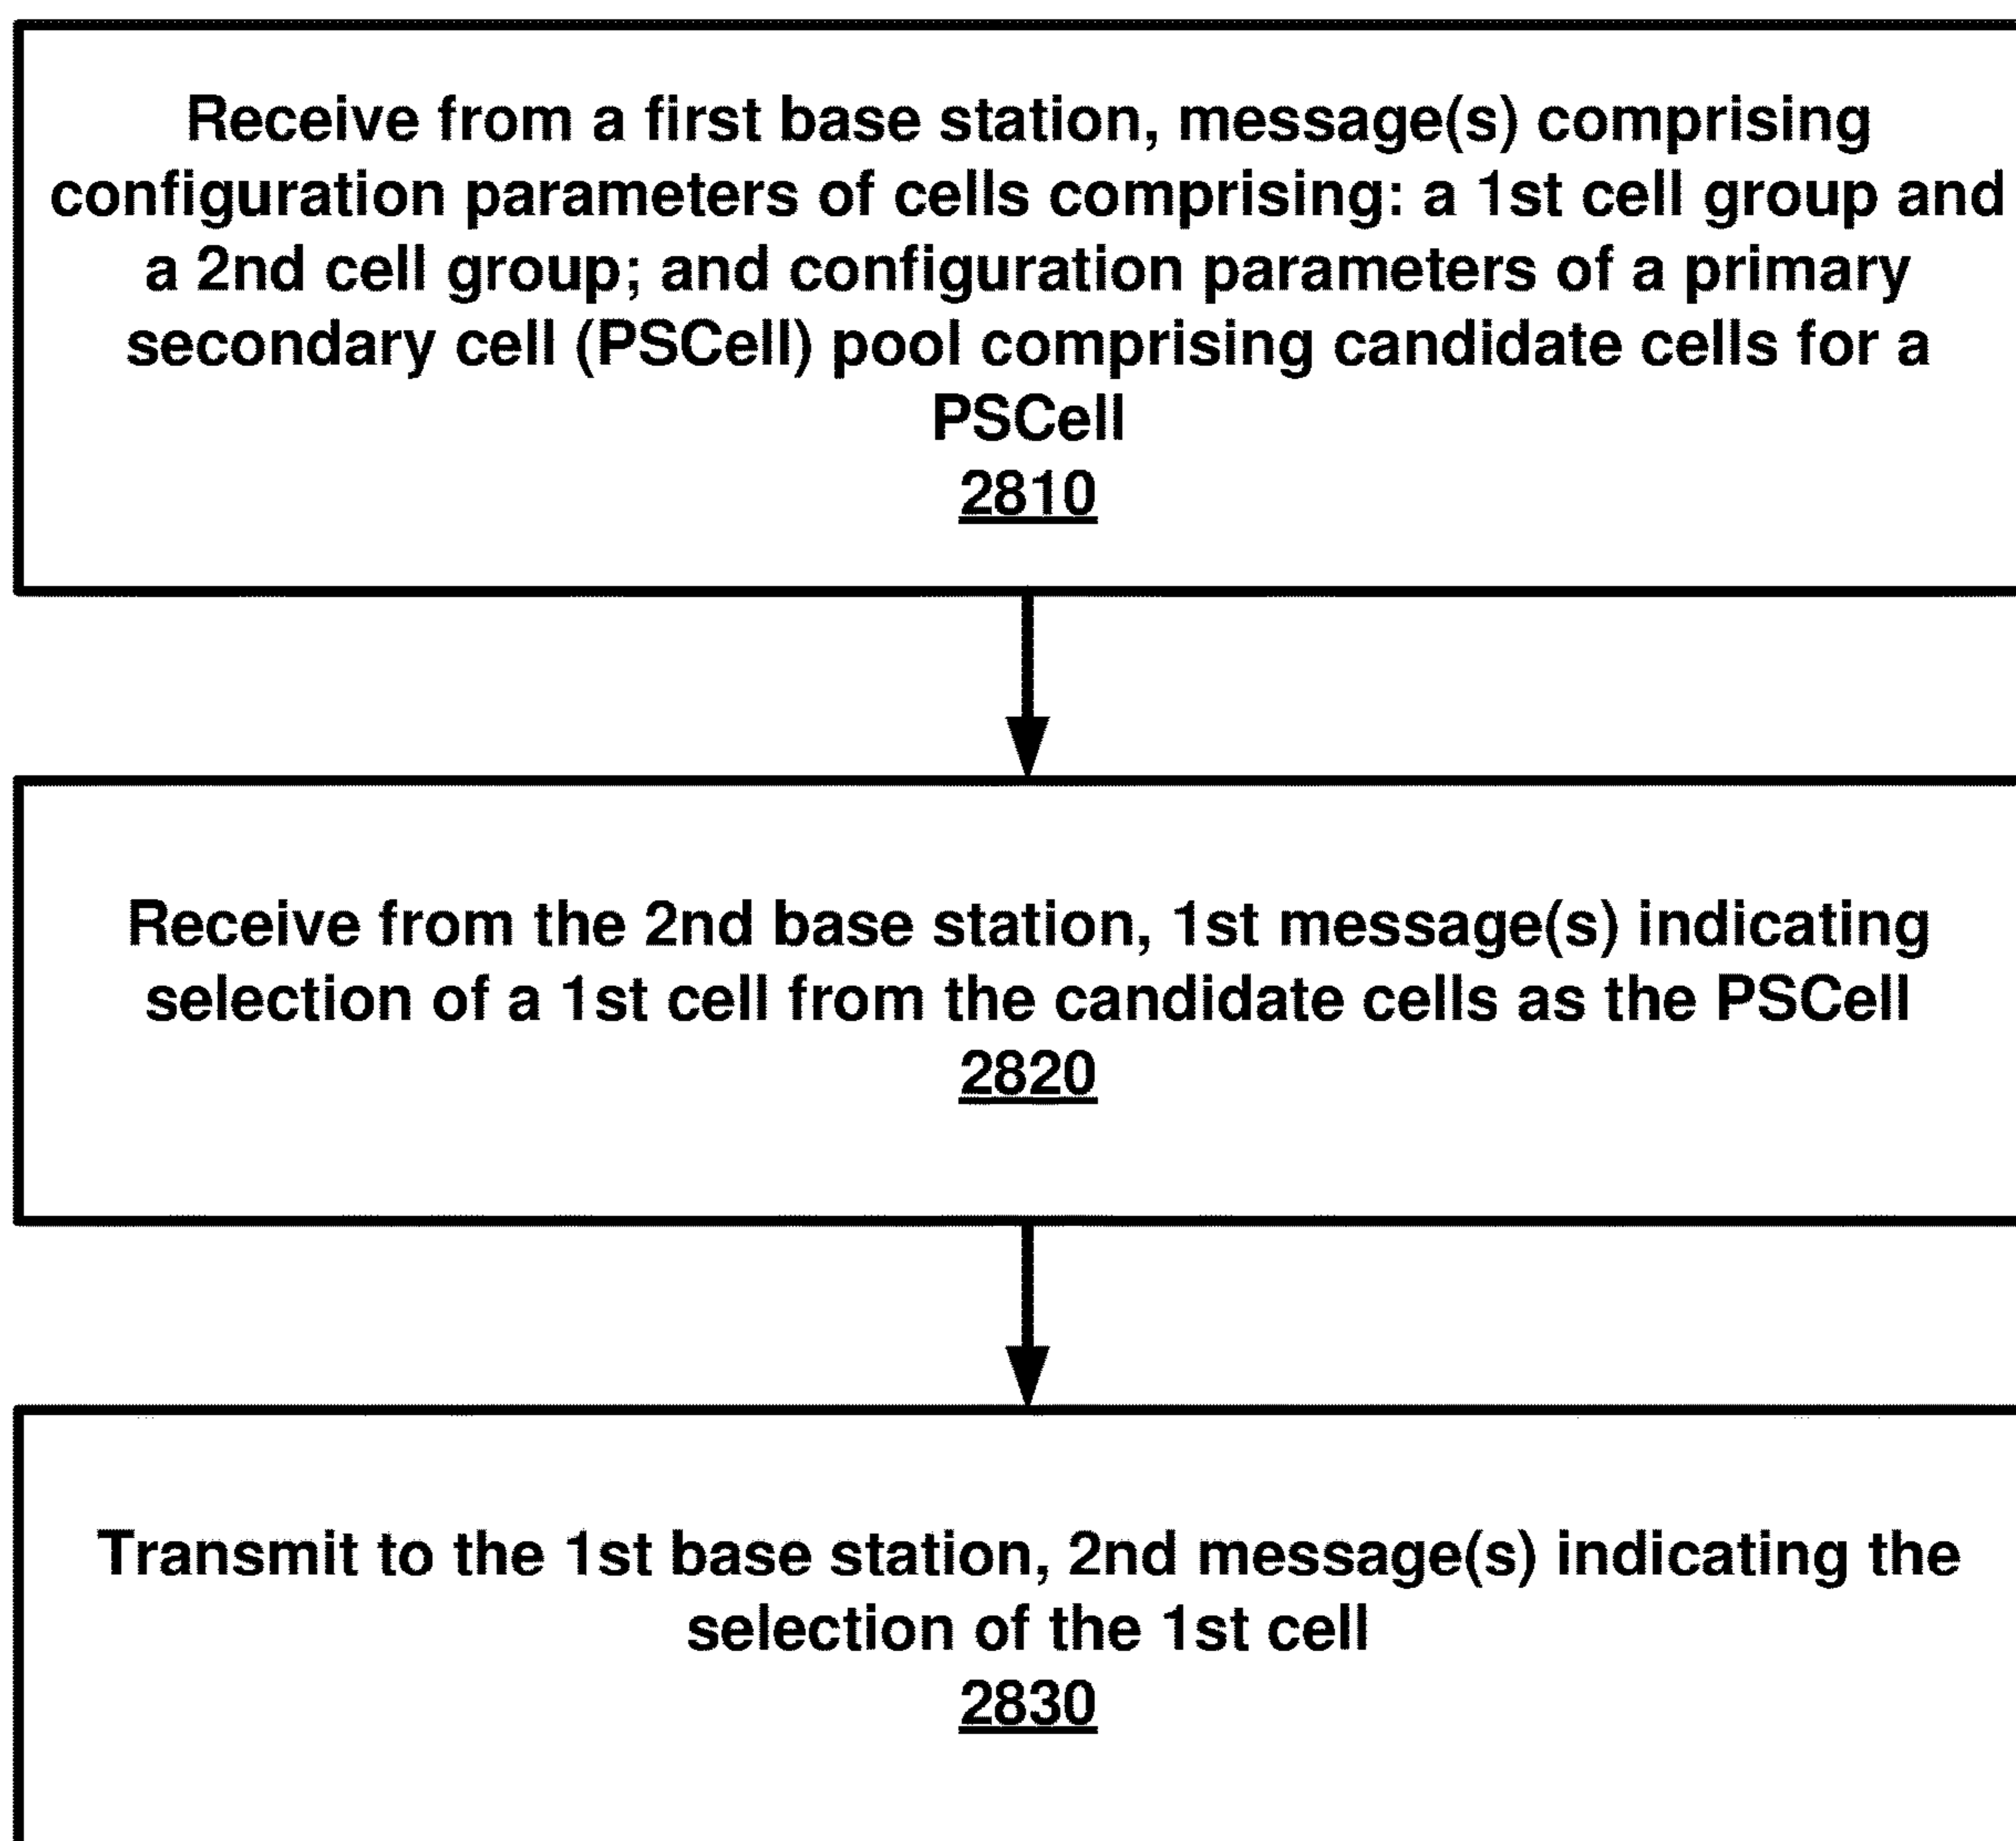 Receive from a first base station, message(s) comprising
configuration parameters of cells comprising: a 1st cell group and
a 2nd cell group; and configuration parameters of a primary
secondary cell (PSCell) pool comprising candidate cells for a
PSCell
2810
Receive from the 2nd base station, 1st message(s) indicating
selection of a 1st cell from the candidate cells as the PSCell
2820
Transmit to the 1st base station, 2nd message(s) indicating the
selection of the 1st cell
2830